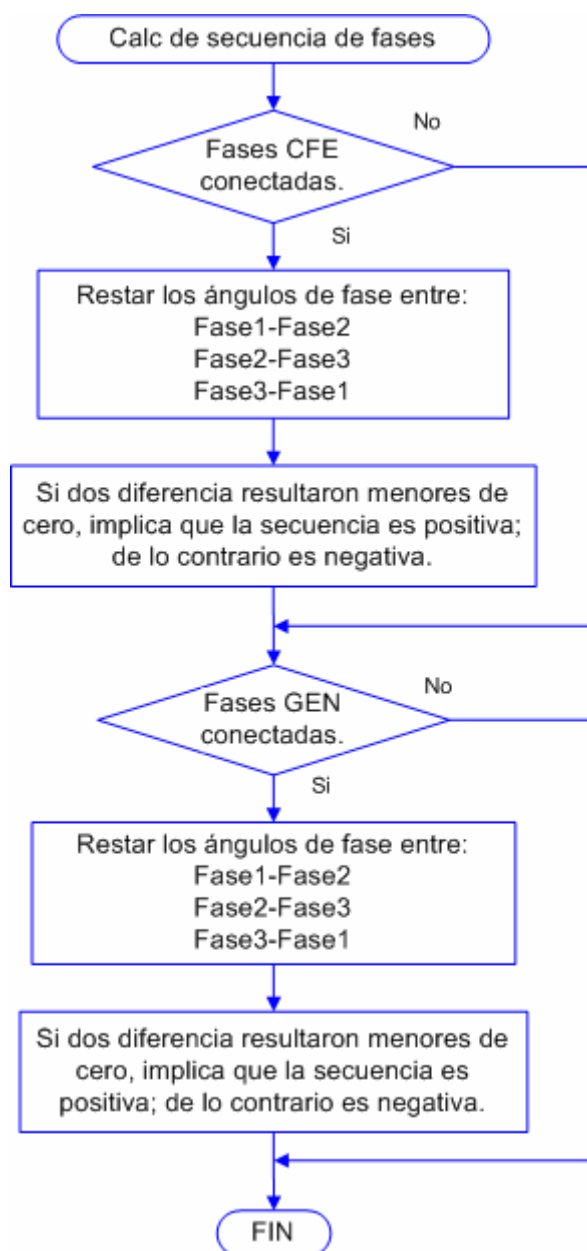 Calc de secuencia de fases
No
Fases CFE
conectadas.
Si
Restar los ángulos de fase entre:
Fase1-Fase2
Fase2-Fase3
Fase3-Fase1
Si dos diferencia resultaron menores de
cero, implica que la secuencia es positiva;
de lo contrario es negativa.
No
Fases GEN
conectadas.
Si
Restar los ángulos de fase entre:
Fase1-Fase2
Fase2-Fase3
Fase3-Fase1
Si dos diferencia resultaron menores de
cero, implica que la secuencia es
positiva; de lo contrario es negativa.
FIN